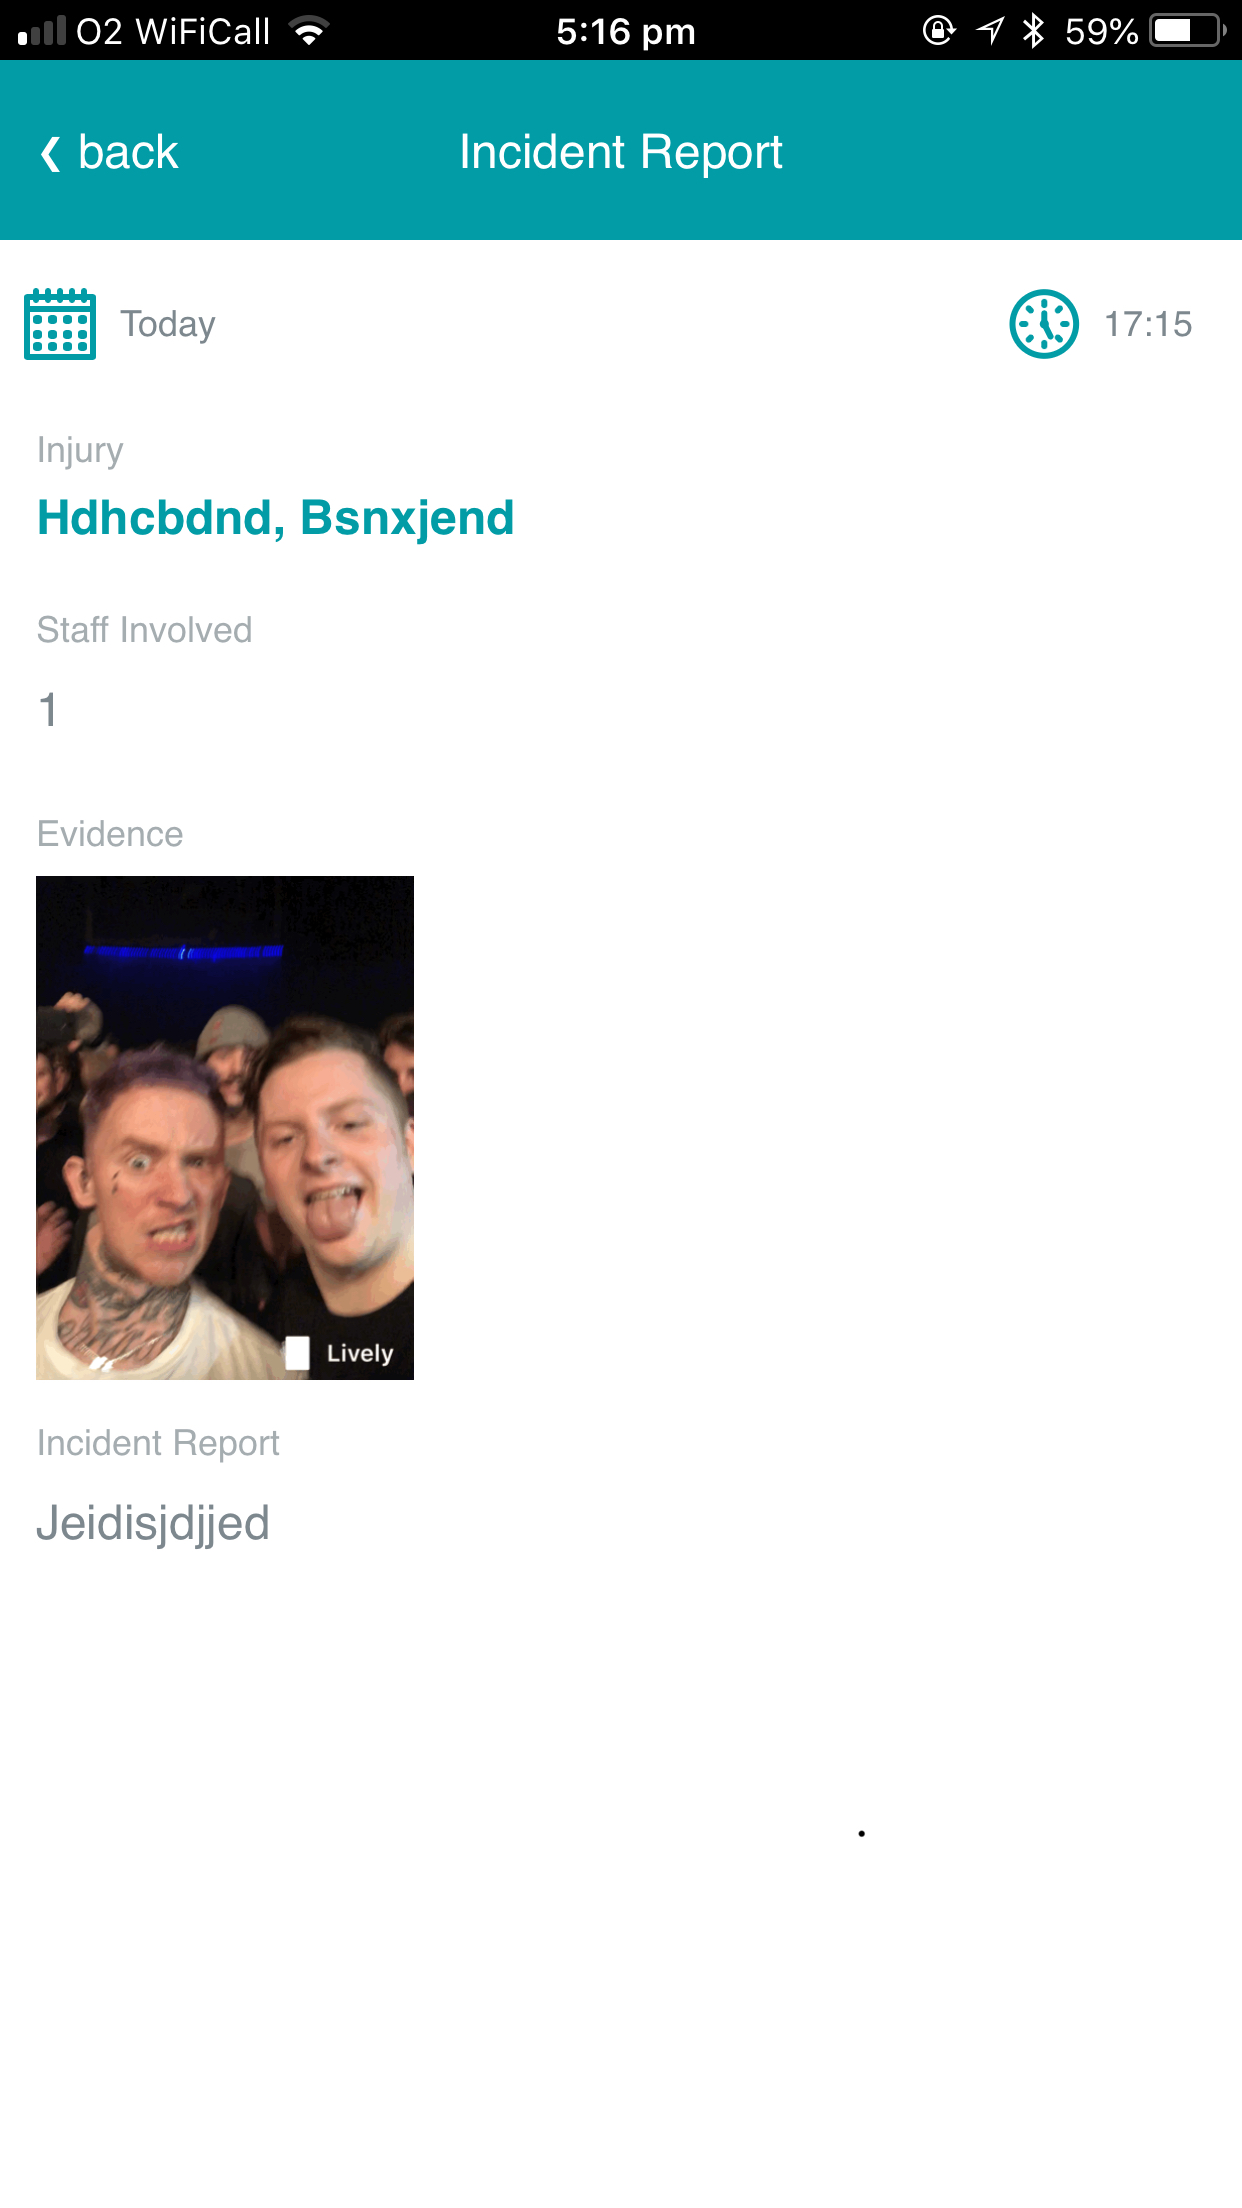 O2 WiFiCall 5:16 pm 59%
back Incident Report
Today 17:15
Injury
Hdhcbdnd, Bsnxjend
Staff Involved
1
Evidence
Lively
Incident Report
Jeidisjdjjed